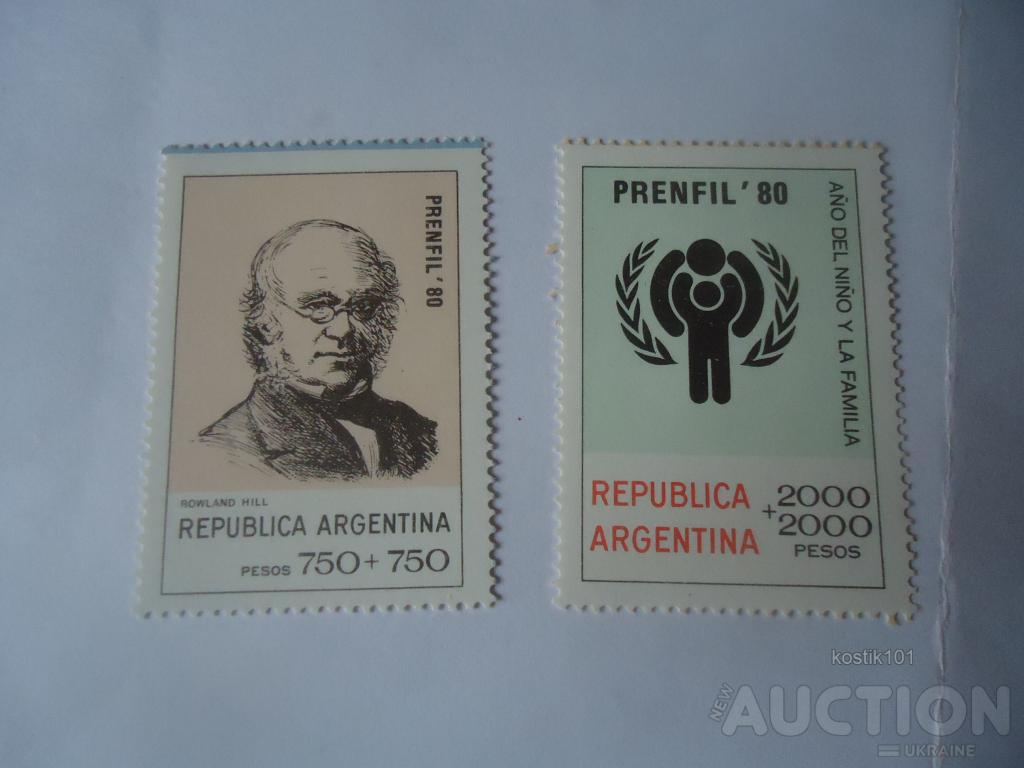 PRENFIL '80
ROWLAND HILL
REPUBLICA ARGENTINA
PESOS 750 + 750
PRENFIL '80
AÑO DEL NIÑO Y LA FAMILIA
REPUBLICA
ARGENTINA
+2000
2000
PESOS
kostik101
NEW AUCTION
UKRAINE